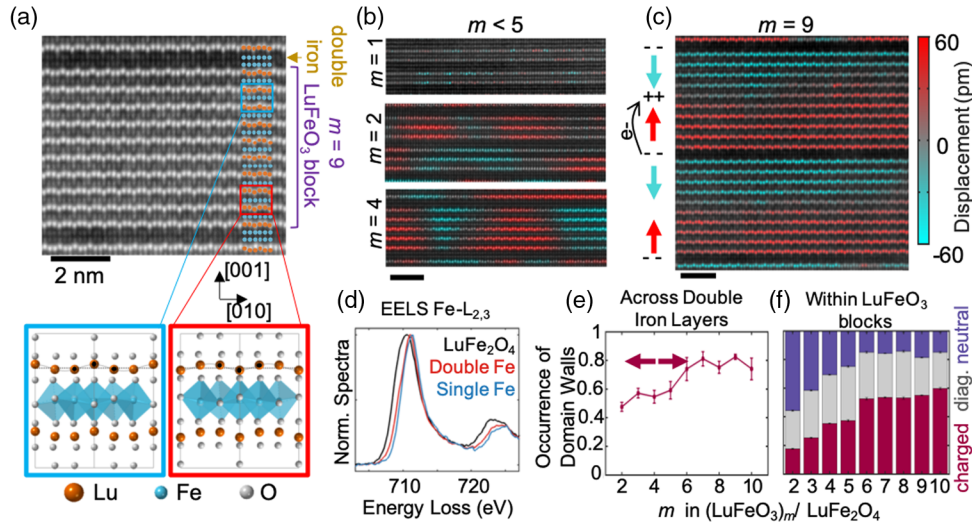 (a)
double
iron
m = 9
LuFeO3 block
2 nm
[001]
[010]
Lu
Fe
O
(b)
m < 5
m = 1
m = 2
m = 4
(c)
m = 9
- -
++
e-
- -
- -
60
0
-60
Displacement (pm)
(d)
EELS Fe-L2,3
LuFe2O4
Double Fe
Single Fe
Norm. Spectra
710
720
Energy Loss (eV)
(e)
Across Double
Iron Layers
Occurrence of
Domain Walls
1
0.8
0.6
0.4
0.2
0
2
4
6
8
10
(f)
Within LuFeO3
blocks
charged diag. neutral
2 3 4 5 6 7 8 9 10
m in (LuFeO3)m/ LuFe2O4